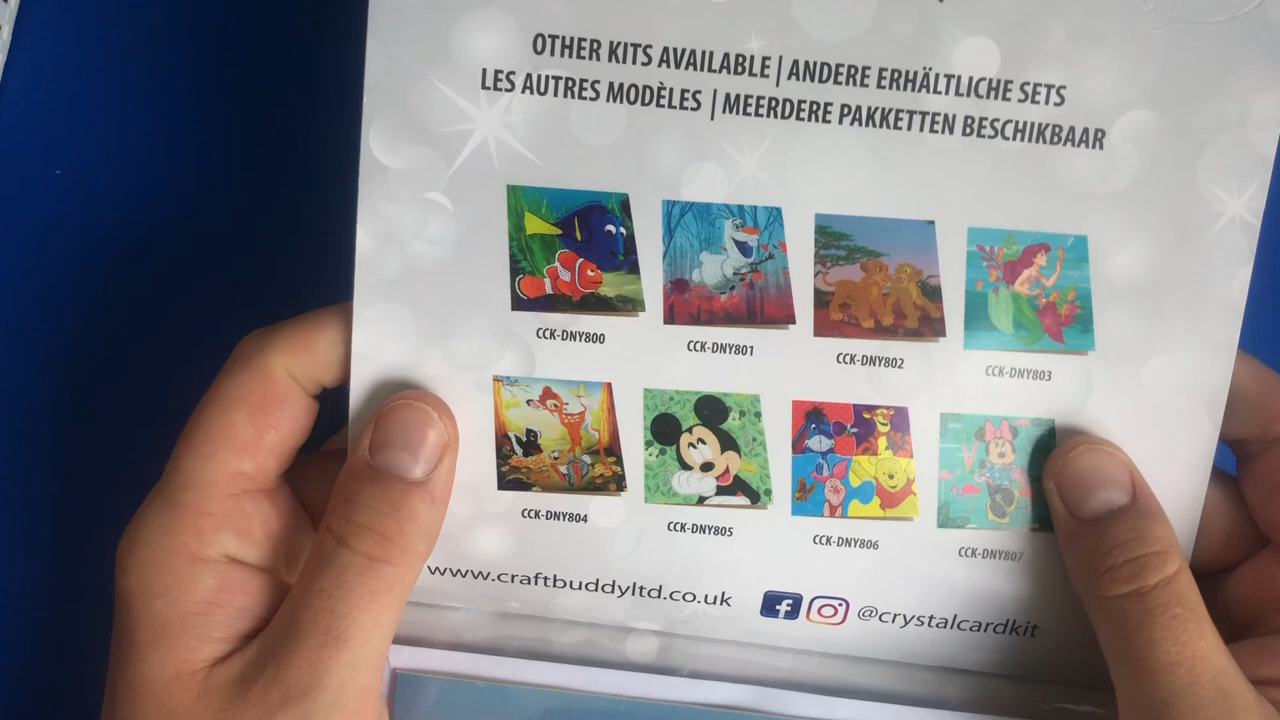 OTHER KITS AVAILABLE | ANDERE ERHÄLTLICHE SETS
LES AUTRES MODÈLES | MEERDERE PAKKETTEN BESCHIKBAAR
CCK-DNY800
CCK-DNY801
CCK-DNY802
CCK-DNY803
CCK-DNY804
CCK-DNY805
CCK-DNY806
CCK-DNY807
www.craftbuddyltd.co.uk
@crystalcardkit